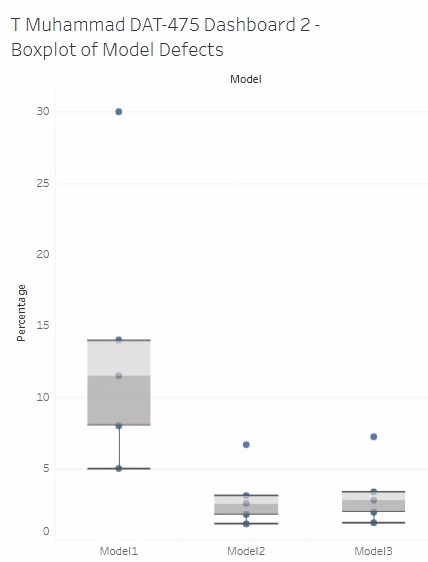 T Muhammad DAT-475 Dashboard 2 -
Boxplot of Model Defects
Model
30
25
20
15
10
5
0
Percentage
Model1 Model2 Model3